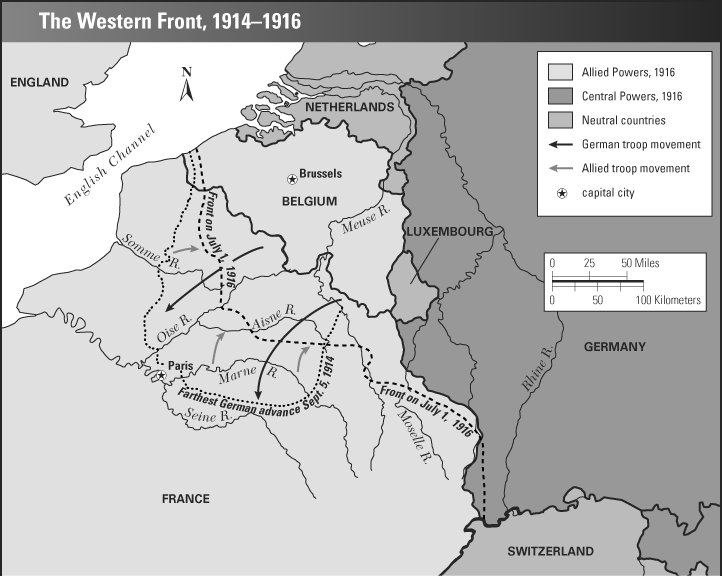 The Western Front, 1914–1916
ENGLAND
N
English Channel
NETHERLANDS
Allied Powers, 1916
Central Powers, 1916
Neutral countries
German troop movement
Allied troop movement
capital city
Brussels
BELGIUM
Meuse R.
LUXEMBOURG
Front on July 1, 1916
Somme R.
0 25 50 Miles
0 50 100 Kilometers
Oise R.
Aisne R.
GERMANY
Rhine R.
Paris
Marne R.
Farthest German advance Sept. 5, 1914
Seine R.
Front on July 1, 1916
Moselle R.
FRANCE
SWITZERLAND